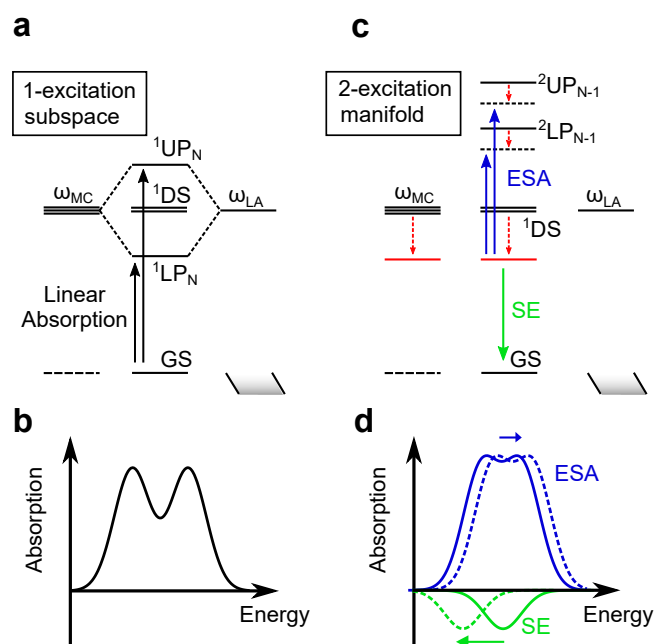 a
1-excitation
subspace
¹UP_N
ω_MC
¹DS
ω_LA
¹LP_N
Linear
Absorption
GS
b
Absorption
Energy
c
2-excitation
manifold
²UP_N-1
²LP_N-1
ESA
ω_MC
ω_LA
¹DS
SE
GS
d
Absorption
ESA
SE
Energy